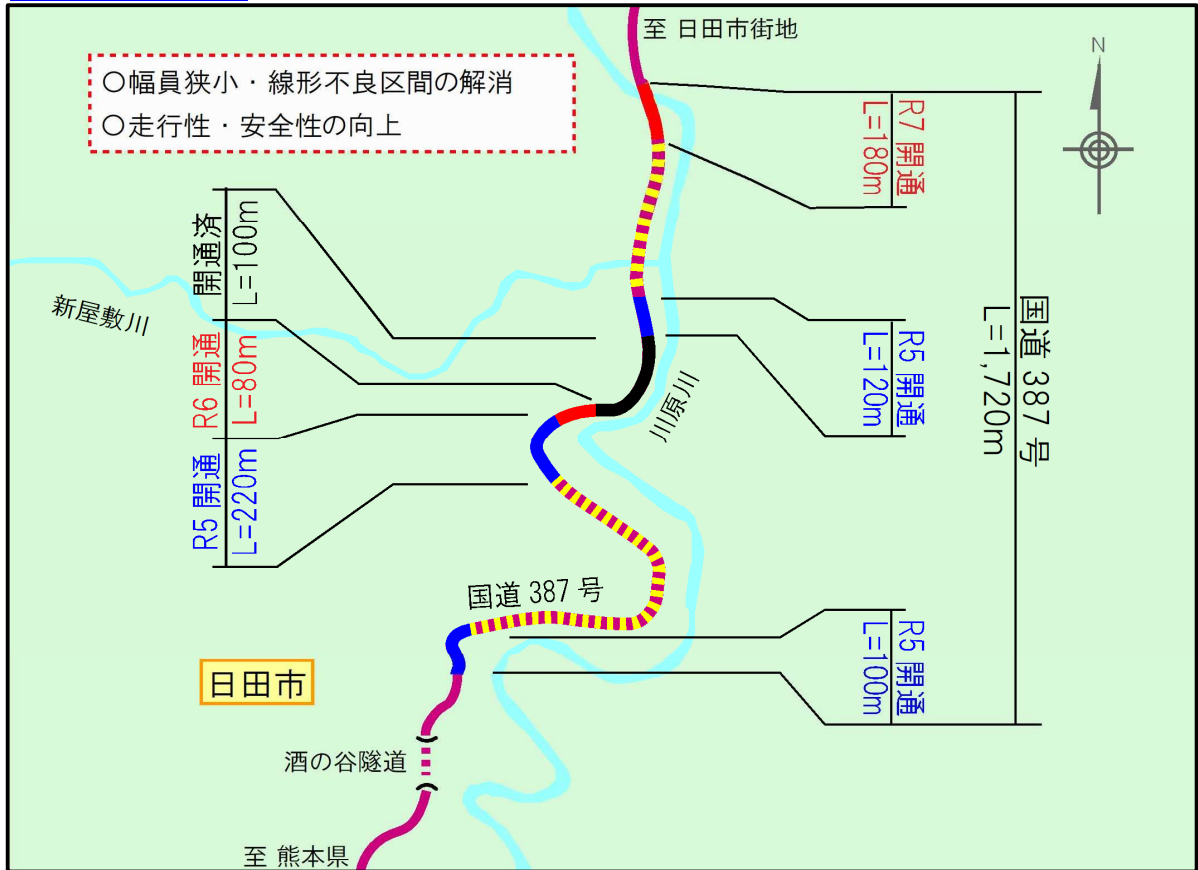 至 日田市街地
○幅員狭小・線形不良区間の解消
○走行性・安全性の向上
N
R7 開通
L=180m
開通済
L=100m
新屋敷川
R6 開通
L=80m
R5 開通
L=220m
川原川
R5 開通
L=120m
国道 387 号
L=1,720m
国道 387 号
R5 開通
L=100m
日田市
酒の谷隧道
至 熊本県